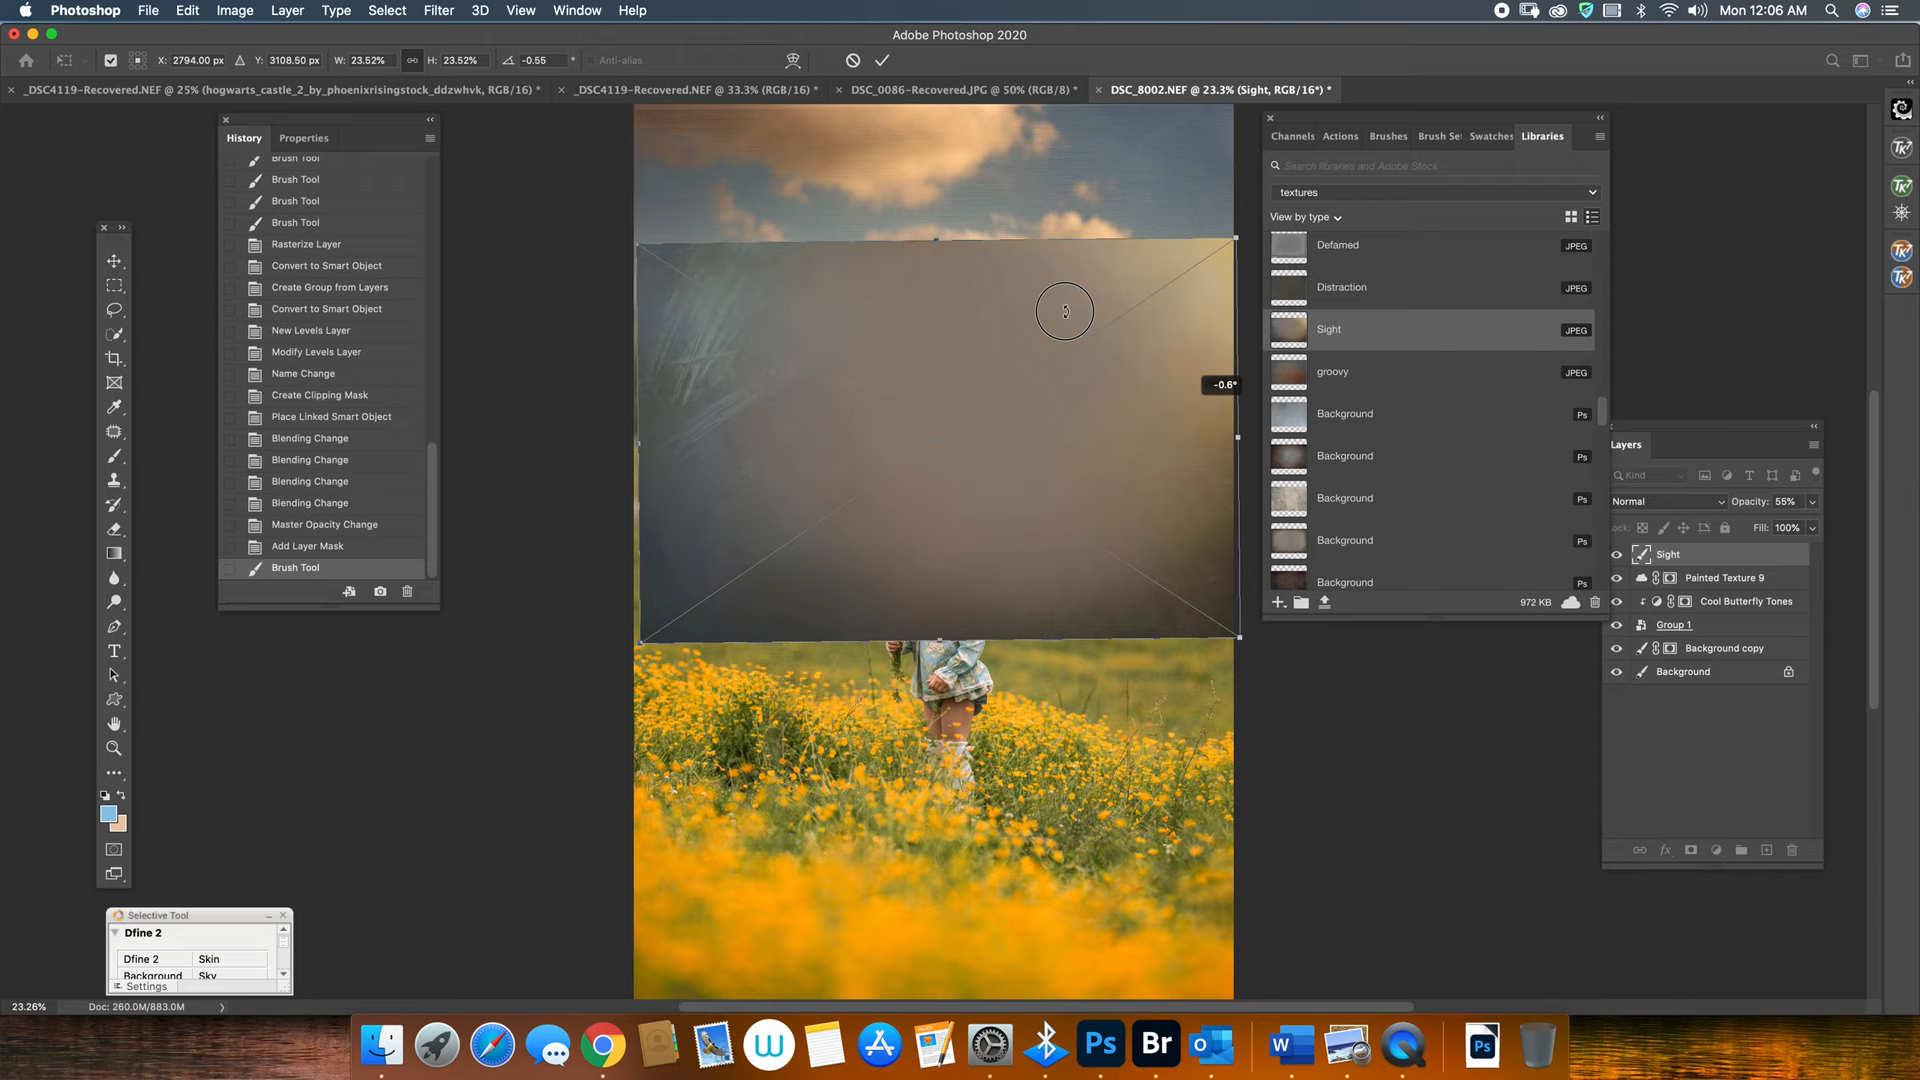 Photoshop File Edit Image Layer Type Select Filter 3D View Window Help Mon 12:06 AM
Adobe Photoshop 2020
X: 2794.00 px Y: 3108.50 px W: 23.52% H: 23.52% -0.55 ° Anti-alias
_DSC4119-Recovered.NEF @ 25% (hogwarts_castle_2_by_phoenixrisingstock_ddzwhvk, RGB/16) *
_DSC4119-Recovered.NEF @ 33.3% (RGB/16) *
DSC_0086-Recovered.JPG @ 50% (RGB/8) *
DSC_8002.NEF @ 23.3% (Sight, RGB/16*) *
History Properties
Brush Tool
Brush Tool
Brush Tool
Brush Tool
Rasterize Layer
Convert to Smart Object
Create Group from Layers
Convert to Smart Object
New Levels Layer
Modify Levels Layer
Name Change
Create Clipping Mask
Place Linked Smart Object
Blending Change
Blending Change
Blending Change
Blending Change
Master Opacity Change
Add Layer Mask
Brush Tool
-0.6°
Channels Actions Brushes Brush Set Swatches Libraries
Search libraries and Adobe Stock
textures
View by type
Defamed JPEG
Distraction JPEG
Sight JPEG
groovy JPEG
Background Ps
Background Ps
Background Ps
Background Ps
Background Ps
972 KB
Layers
Kind
Normal Opacity: 55%
Fill: 100%
Sight
Painted Texture 9
Cool Butterfly Tones
Group 1
Background copy
Background
Selective Tool
Dfine 2
Dfine 2 Skin
Background Sky
Settings
23.26% Doc: 260.0M/883.0M
TK7
TK7
TK7
TK7
W Ps Br O W Ps